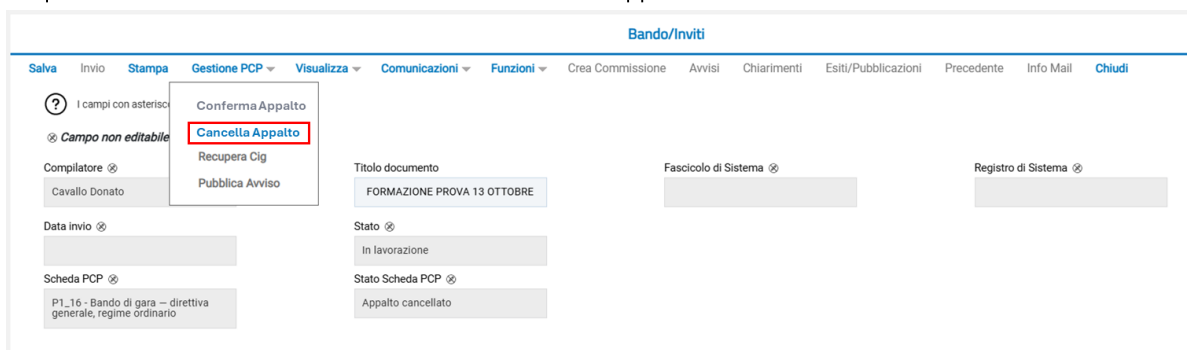 Bando/Inviti
Salva Invio Stampa Gestione PCP Visualizza Comunicazioni Funzioni Crea Commissione Avvisi Chiarimenti Esiti/Pubblicazioni Precedente Info Mail Chiudi
I campi con asterisco
Conferma Appalto
Campo non editabile
Cancella Appalto
Recupera Cig
Pubblica Avviso
Compilatore Titolo documento Fascicolo di Sistema Registro di Sistema
Cavallo Donato FORMAZIONE PROVA 13 OTTOBRE
Data invio Stato
In lavorazione
Scheda PCP Stato Scheda PCP
P1_16 - Bando di gara – direttiva Appalto cancellato
generale, regime ordinario